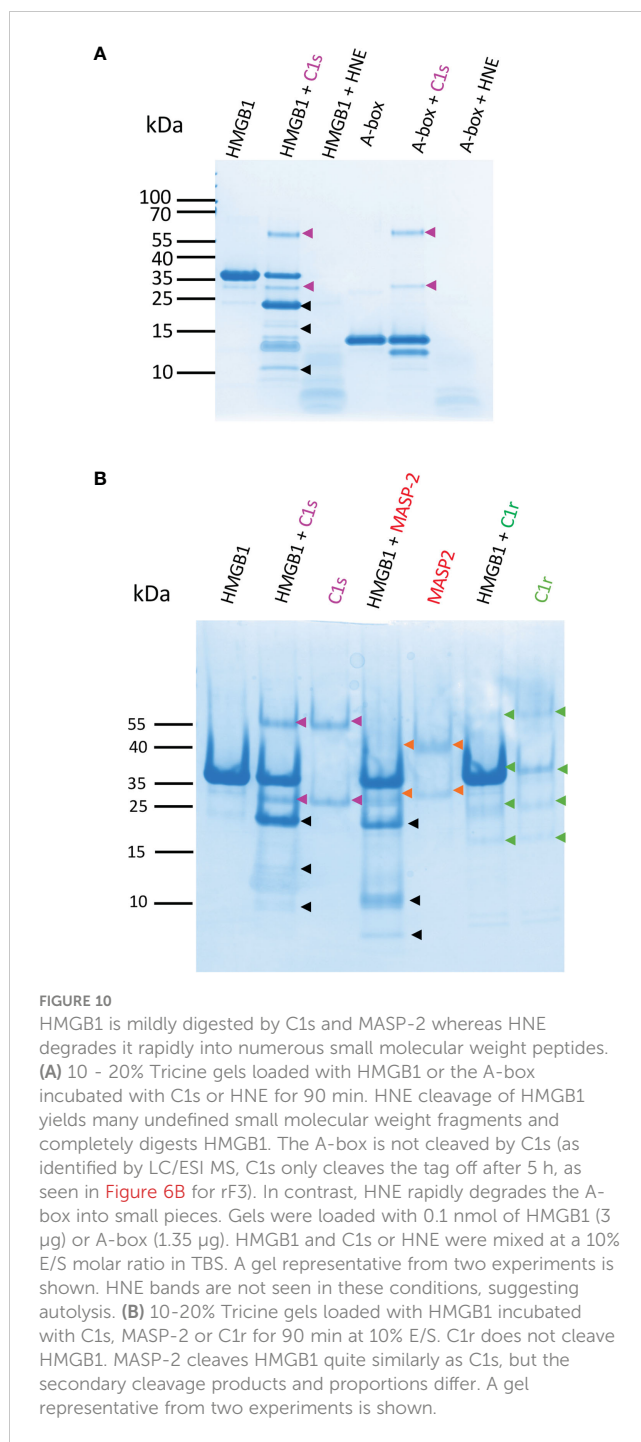 A
kDa
HMGB1
HMGB1 + C1s
HMGB1 + HNE
A-box
A-box + C1s
A-box + HNE
100
70
55
40
35
25
15
10
B
kDa
HMGB1
HMGB1 + C1s
C1s
HMGB1 + MASP-2
MASP2
HMGB1 + C1r
C1r
55
40
35
25
15
10
FIGURE 10
HMGB1 is mildly digested by C1s and MASP-2 whereas HNE
degrades it rapidly into numerous small molecular weight peptides.
(A) 10 - 20% Tricine gels loaded with HMGB1 or the A-box
incubated with C1s or HNE for 90 min. HNE cleavage of HMGB1
yields many undefined small molecular weight fragments and
completely digests HMGB1. The A-box is not cleaved by C1s (as
identified by LC/ESI MS, C1s only cleaves the tag off after 5 h, as
seen in Figure 6B for rF3). In contrast, HNE rapidly degrades the A-
box into small pieces. Gels were loaded with 0.1 nmol of HMGB1 (3
µg) or A-box (1.35 µg). HMGB1 and C1s or HNE were mixed at a 10%
E/S molar ratio in TBS. A gel representative from two experiments is
shown. HNE bands are not seen in these conditions, suggesting
autolysis. (B) 10-20% Tricine gels loaded with HMGB1 incubated
with C1s, MASP-2 or C1r for 90 min at 10% E/S. C1r does not cleave
HMGB1. MASP-2 cleaves HMGB1 quite similarly as C1s, but the
secondary cleavage products and proportions differ. A gel
representative from two experiments is shown.